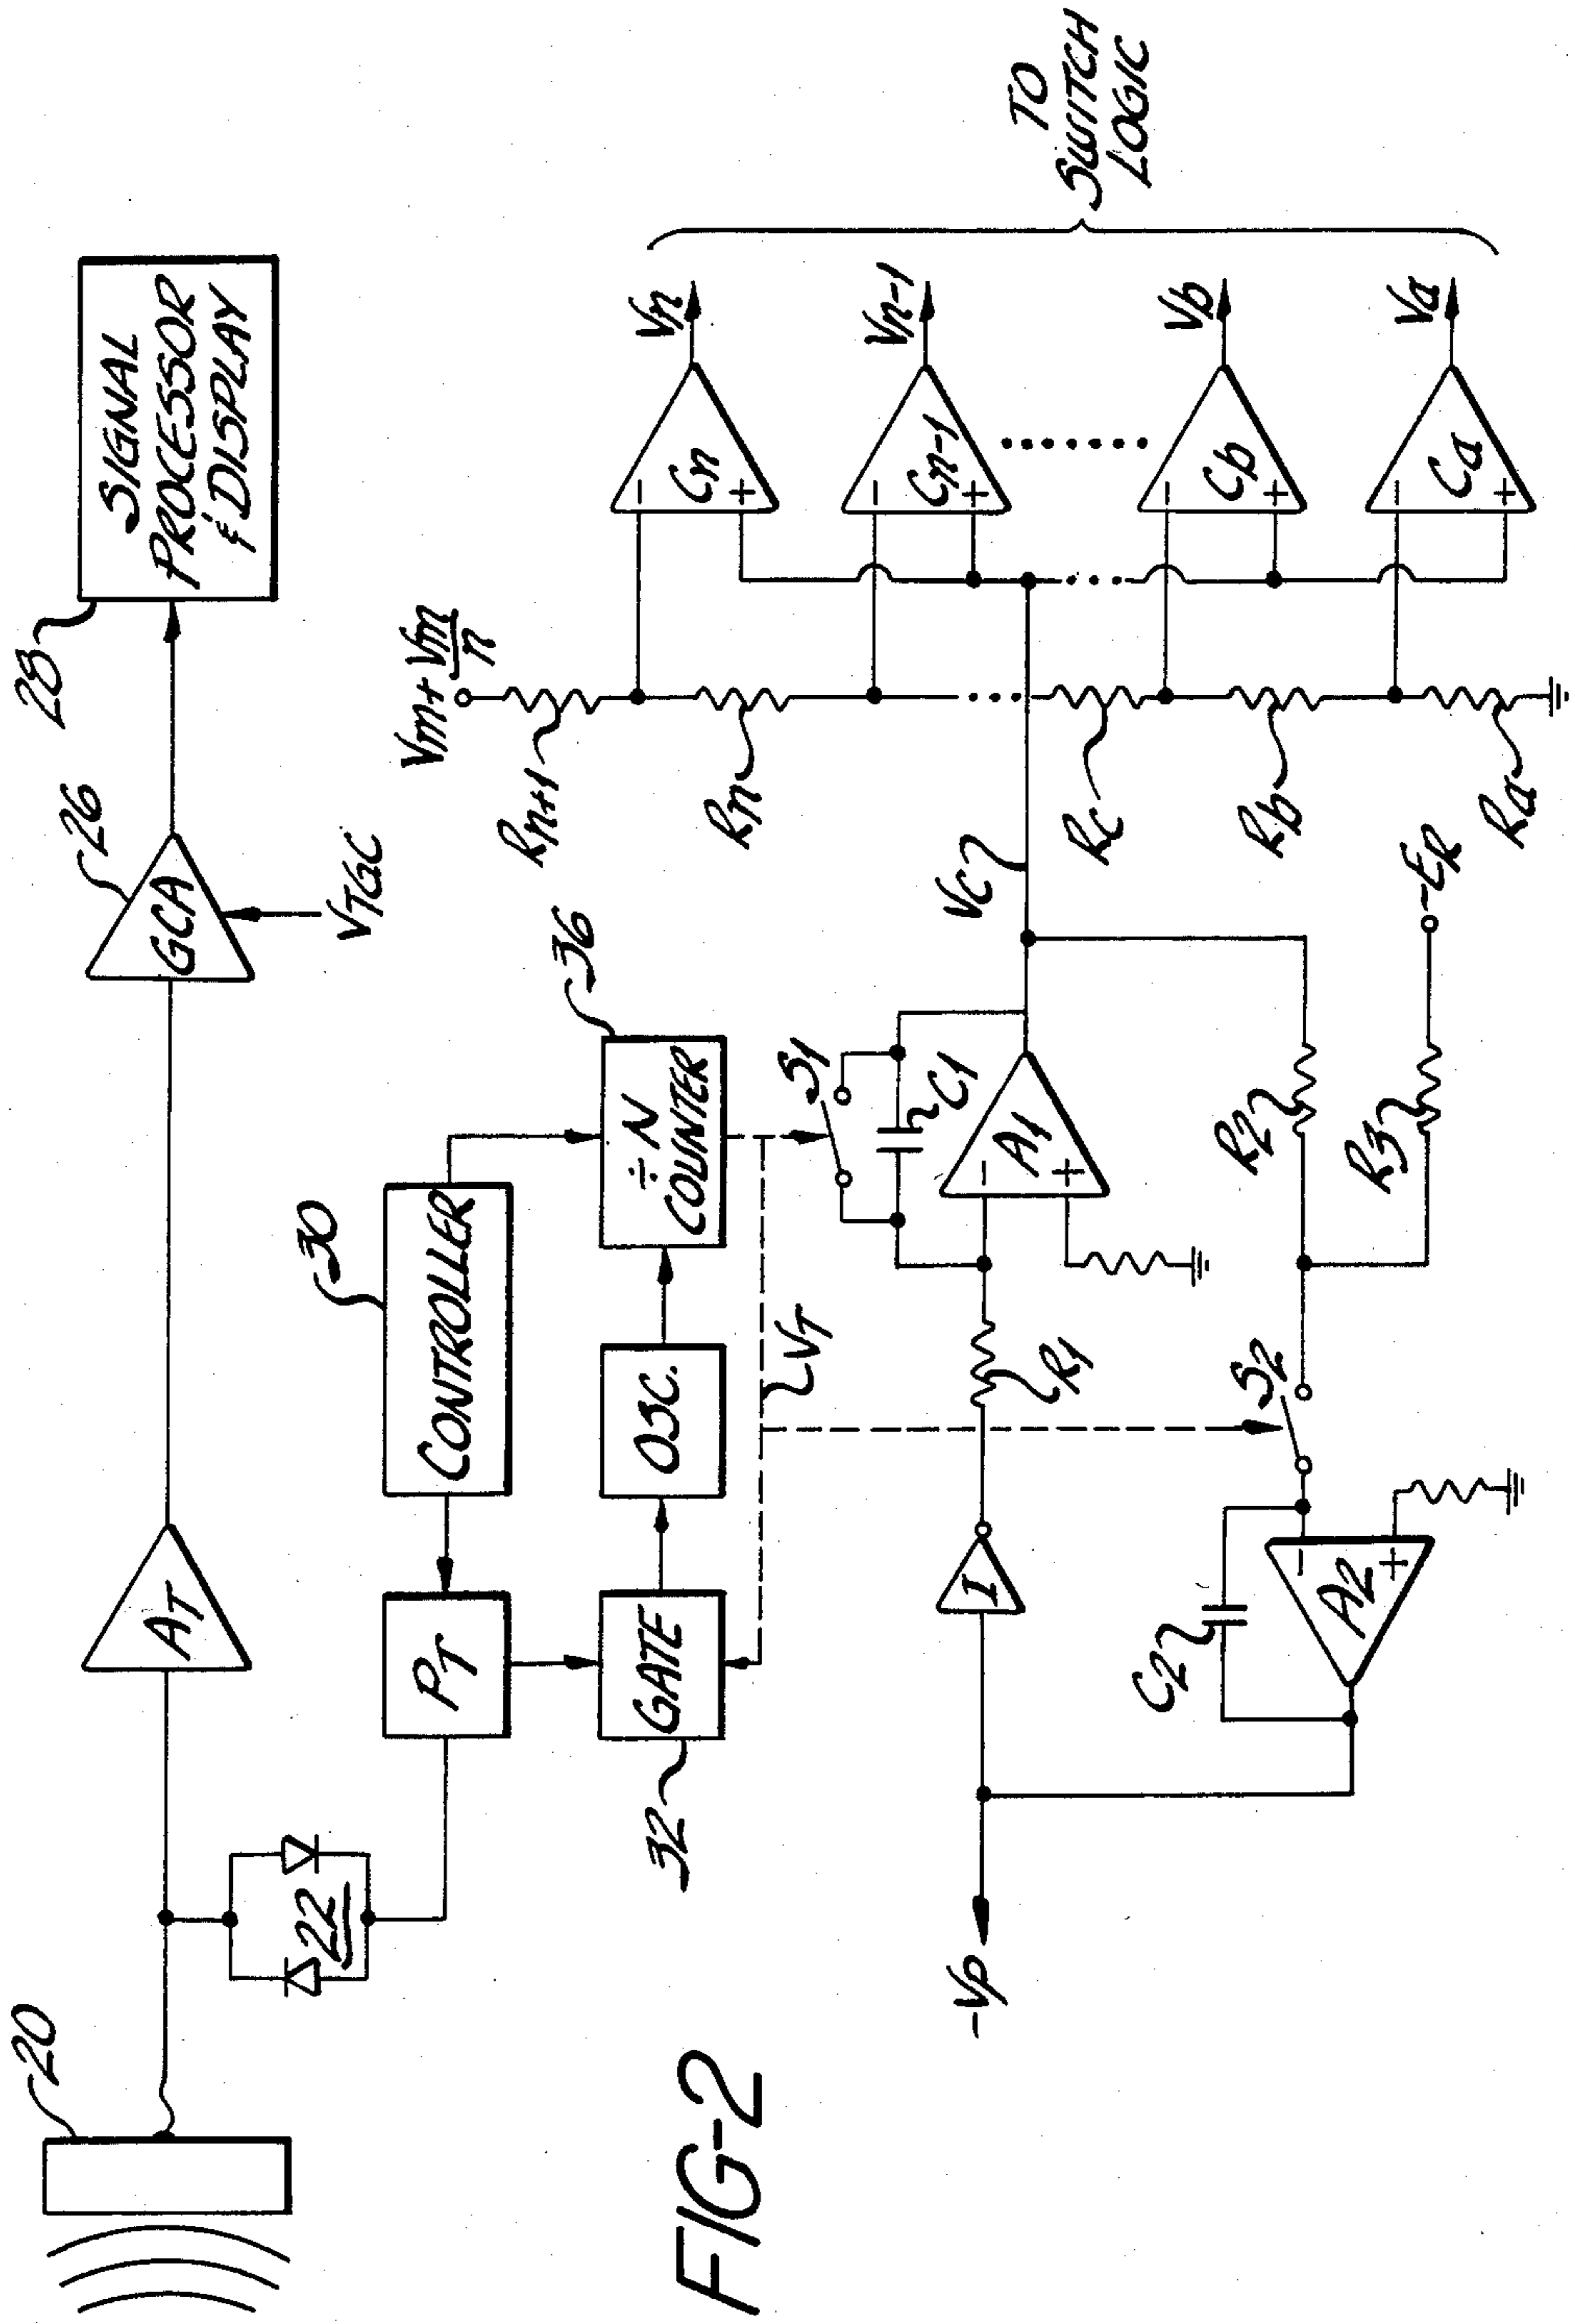 20
22
AT
26
GCA
VTGC
28
SIGNAL
PROCESSOR
& DISPLAY
PT
30
CONTROLLER
32
GATE
OSC.
36
÷ N
COUNTER
VT
S1
C1
A1
-
+
R1
I
-VP
C2
A2
-
+
S2
R2
R3
-ER
VC
Vm+Vm/n
Rn+1
Rn
Rc
Rb
Ra
Cn
-
+
Vn
Cn-1
-
+
Vn-1
Cb
-
+
Vb
Ca
-
+
Va
TO
SWITCH
LOGIC
FIG-2